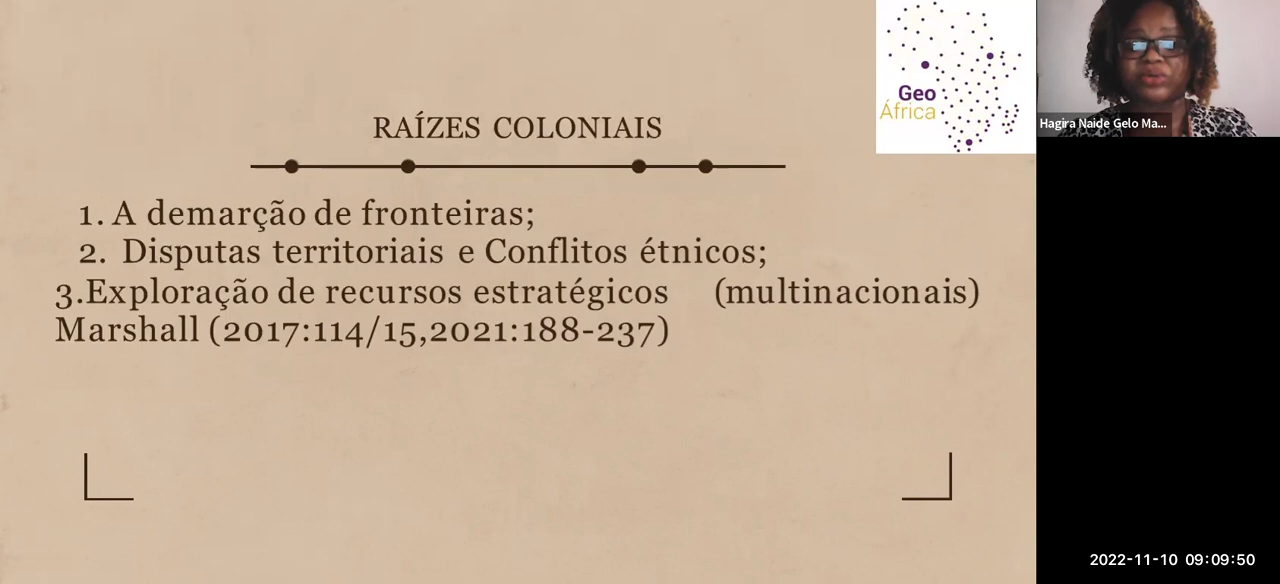 RAÍZES COLONIAIS
1. A demarção de fronteiras;
2. Disputas territoriais e Conflitos étnicos;
3.Exploração de recursos estratégicos (multinacionais)
Marshall (2017:114/15,2021:188-237)
Geo
África
Hagira Naide Gelo Ma...
2022-11-10 09:09:50